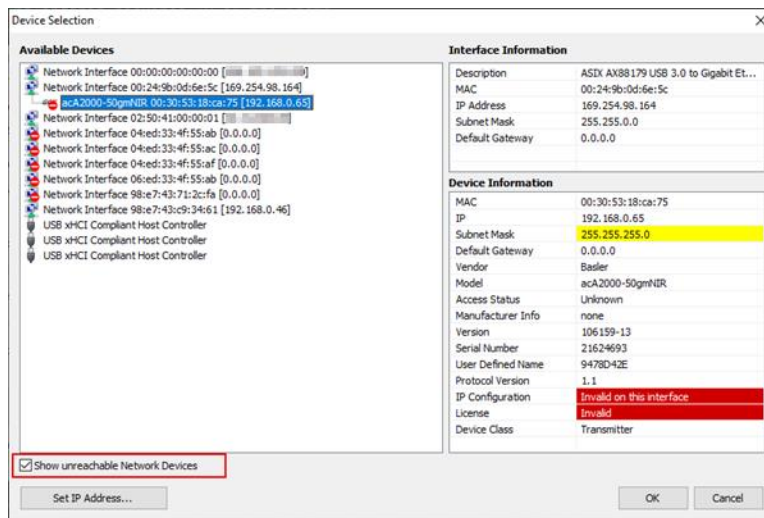 Device Selection
Available Devices
Network Interface 00:00:00:00:00:00 [
Network Interface 00:24:9b:0d:6e:5c [169.254.98.164]
acA2000-50gmNIR 00:30:53:18:ca:75 [192.168.0.65]
Network Interface 02:50:41:00:00:01 [
Network Interface 04:ed:33:4f:55:ab [0.0.0.0]
Network Interface 04:ed:33:4f:55:ac [0.0.0.0]
Network Interface 04:ed:33:4f:55:af [0.0.0.0]
Network Interface 06:ed:33:4f:55:ab [0.0.0.0]
Network Interface 98:e7:43:71:2c:fa [0.0.0.0]
Network Interface 98:e7:43:c9:34:61 [192.168.0.46]
USB xHCI Compliant Host Controller
USB xHCI Compliant Host Controller
USB xHCI Compliant Host Controller
Show unreachable Network Devices
Set IP Address...
Interface Information
Description ASIX AX88179 USB 3.0 to Gigabit Et...
MAC 00:24:9b:0d:6e:5c
IP Address 169.254.98.164
Subnet Mask 255.255.0.0
Default Gateway 0.0.0.0
Device Information
MAC 00:30:53:18:ca:75
IP 192.168.0.65
Subnet Mask 255.255.255.0
Default Gateway 0.0.0.0
Vendor Basler
Model acA2000-50gmNIR
Access Status Unknown
Manufacturer Info none
Version 106159-13
Serial Number 21624693
User Defined Name 9478D42E
Protocol Version 1.1
IP Configuration Invalid on this interface
License Invalid
Device Class Transmitter
OK Cancel